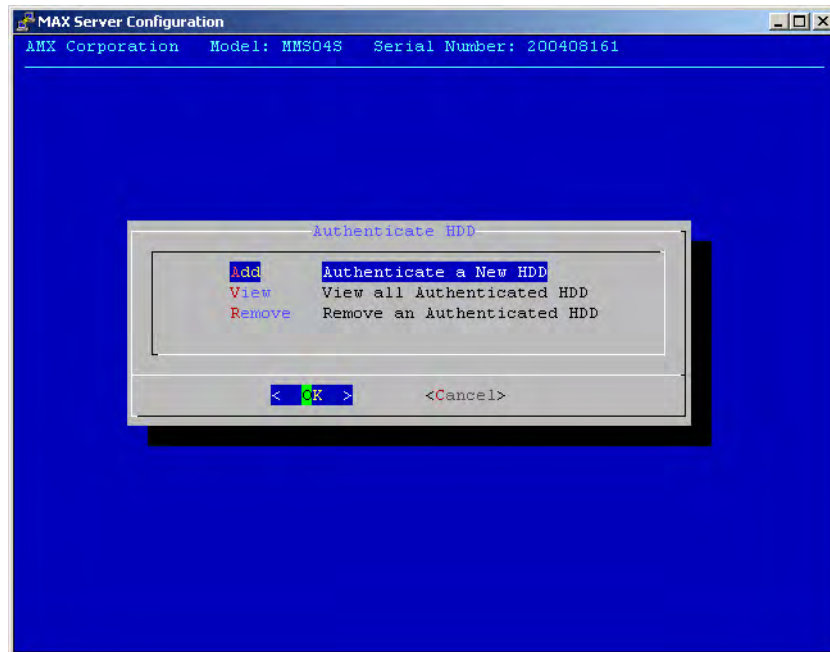 MAX Server Configuration
AMX Corporation Model: MMS04S Serial Number: 200408161
Authenticate HDD
Add Authenticate a New HDD
View View all Authenticated HDD
Remove Remove an Authenticated HDD
< OK > <Cancel>